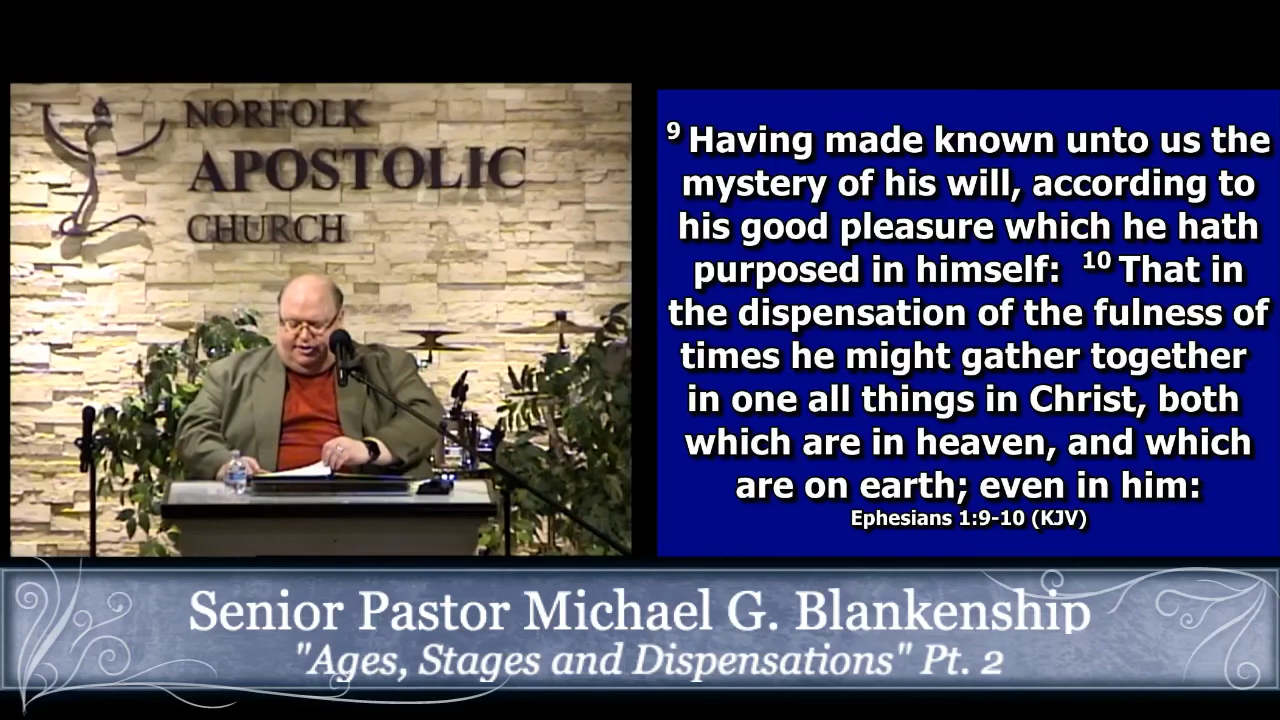 NORFOLK
APOSTOLIC
CHURCH
9 Having made known unto us the
mystery of his will, according to
his good pleasure which he hath
purposed in himself: 10 That in
the dispensation of the fulness of
times he might gather together
in one all things in Christ, both
which are in heaven, and which
are on earth; even in him:
Ephesians 1:9-10 (KJV)
Senior Pastor Michael G. Blankenship
"Ages, Stages and Dispensations" Pt. 2